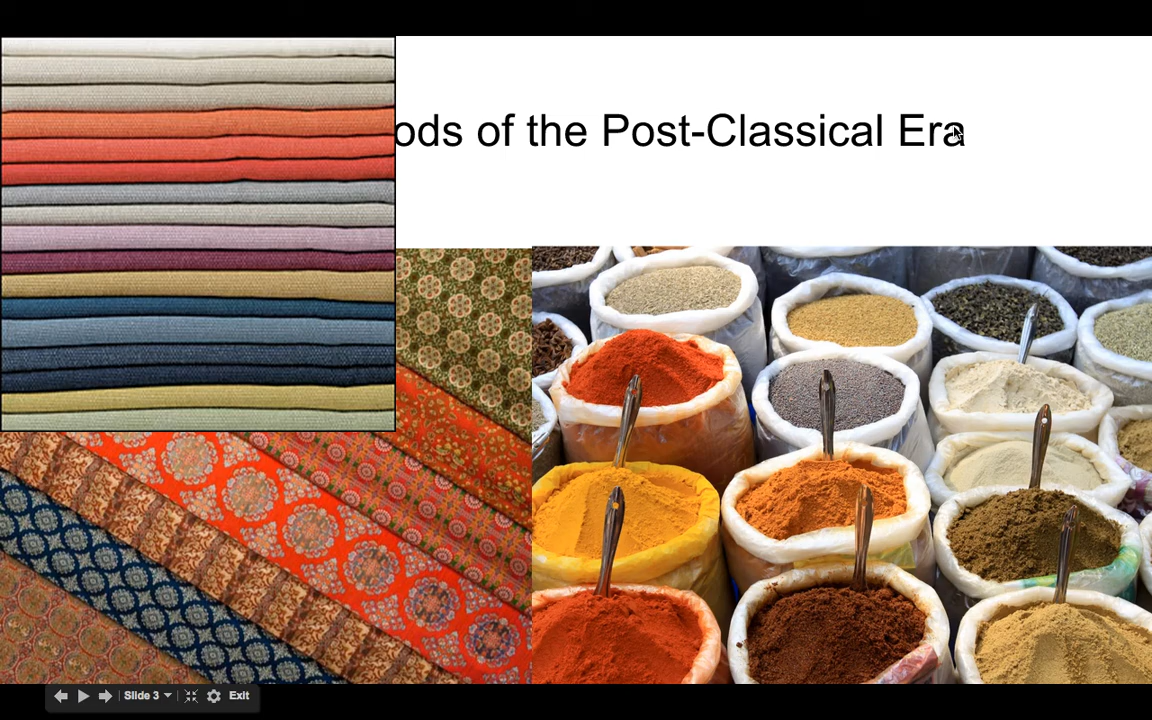 ods of the Post-Classical Era
Slide 3
Exit